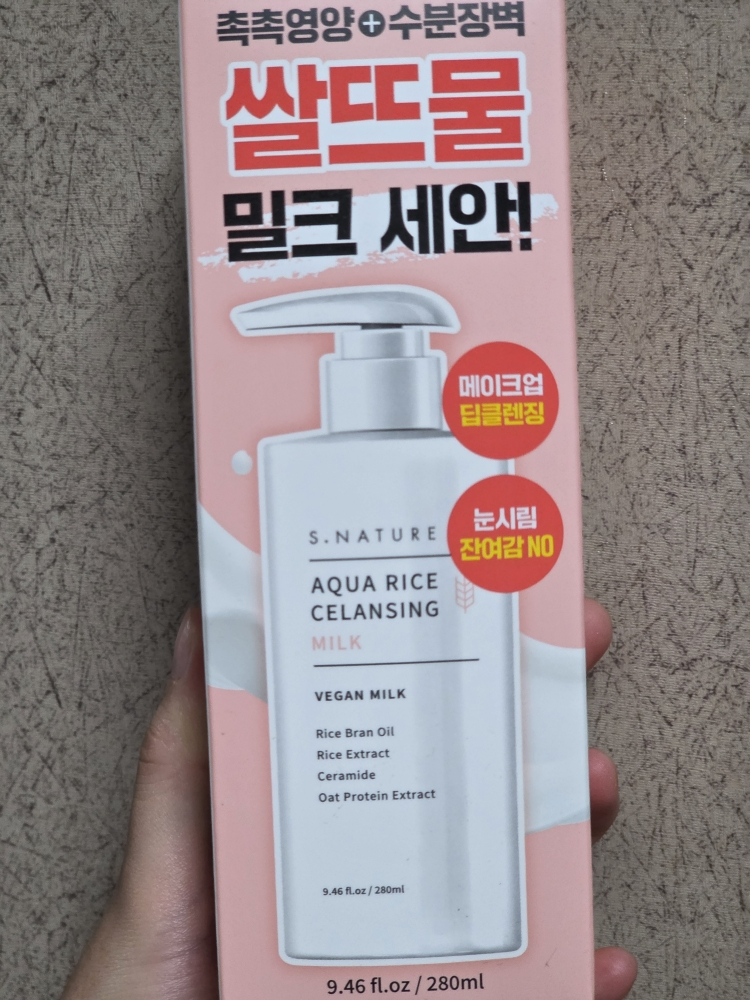 촉촉영양+수분장벽
쌀뜨물
밀크 세안!
메이크업
딥클렌징
눈시림
잔여감 NO
S.NATURE
AQUA RICE
CELANSING
MILK
VEGAN MILK
Rice Bran Oil
Rice Extract
Ceramide
Oat Protein Extract
9.46 fl.oz / 280ml
9.46 fl.oz / 280ml